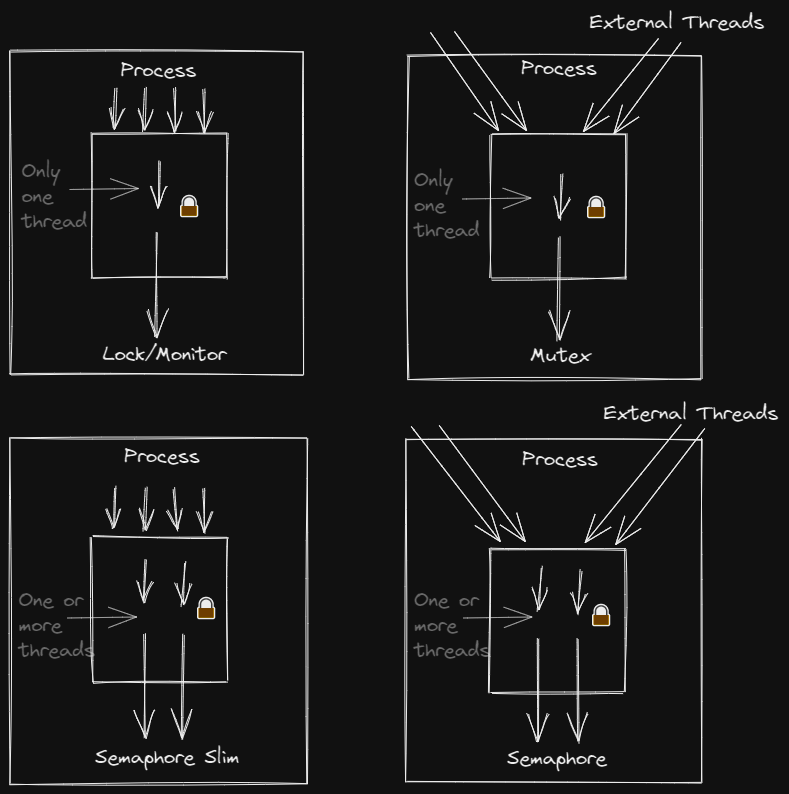 Process
Only
one
thread
Lock/Monitor
External Threads
Process
Only
one
thread
Mutex
Process
One or
more
threads
Semaphore Slim
External Threads
Process
One or
more
threads
Semaphore